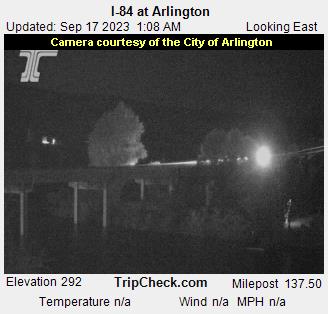 I-84 at Arlington
Updated: Sep 17 2023 1:08 AM Looking East
Camera courtesy of the City of Arlington
Elevation 292 TripCheck.com Milepost 137.50
Temperature n/a Wind n/a MPH n/a